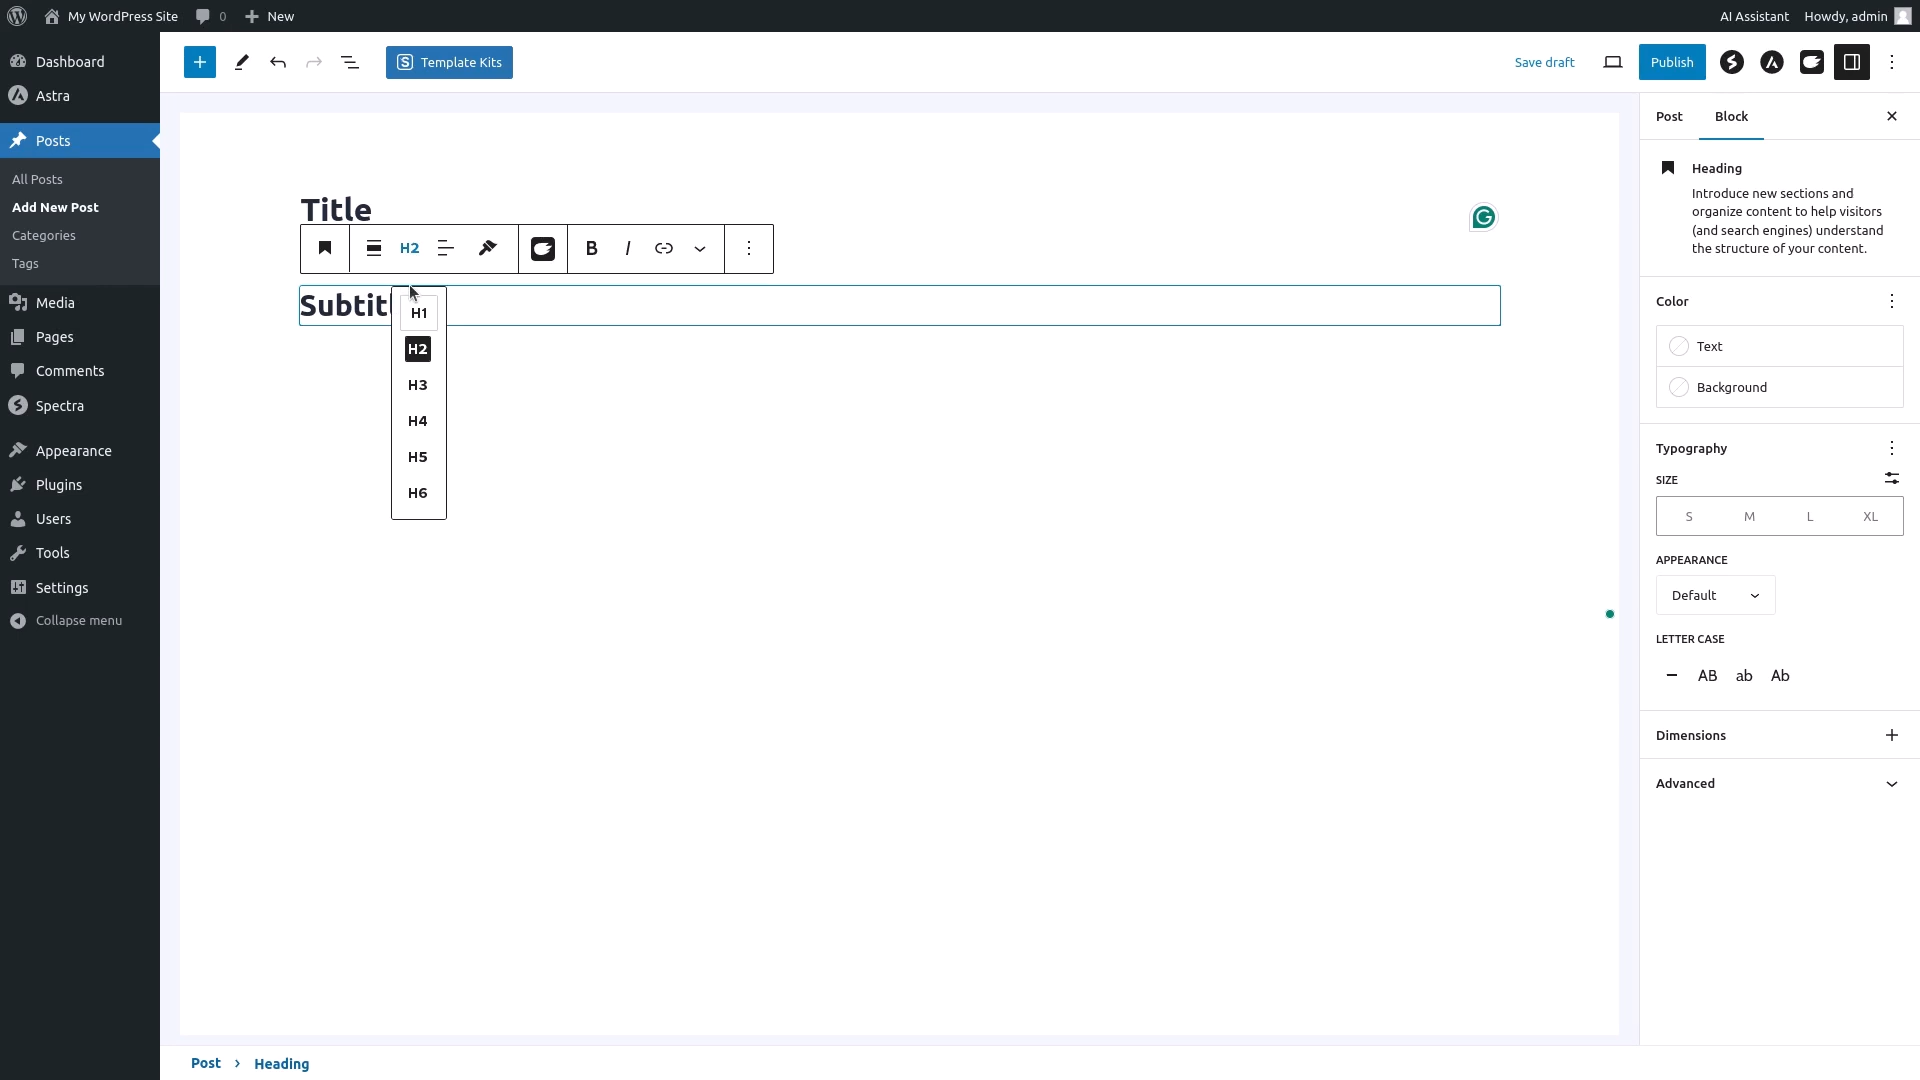 My WordPress Site
0
New
AI Assistant
Howdy, admin
Dashboard
Astra
Posts
All Posts
Add New Post
Categories
Tags
Media
Pages
Comments
Spectra
Appearance
Plugins
Users
Tools
Settings
Collapse menu
Template Kits
Save draft
Publish
Title
H2
B I
Subtitl
H1
H2
H3
H4
H5
H6
Post
Block
Heading
Introduce new sections and
organize content to help visitors
(and search engines) understand
the structure of your content.
Color
Text
Background
Typography
SIZE
S M L XL
APPEARANCE
Default
LETTER CASE
AB ab Ab
Dimensions
Advanced
Post › Heading